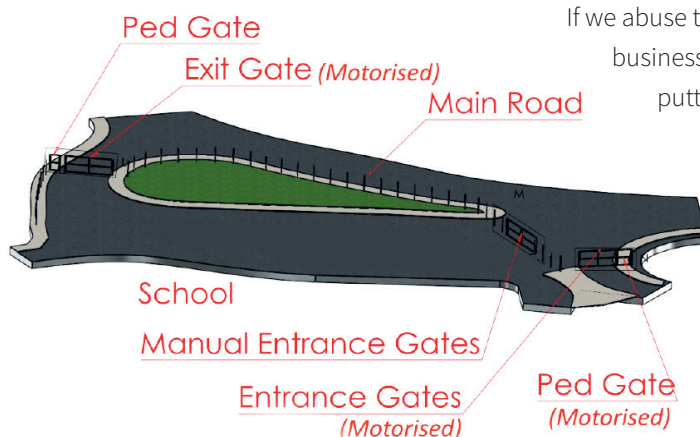 If we abuse t
business
putt
Ped Gate
Exit Gate (Motorised)
Main Road
M
School
Manual Entrance Gates
Entrance Gates
(Motorised)
Ped Gate
(Motorised)